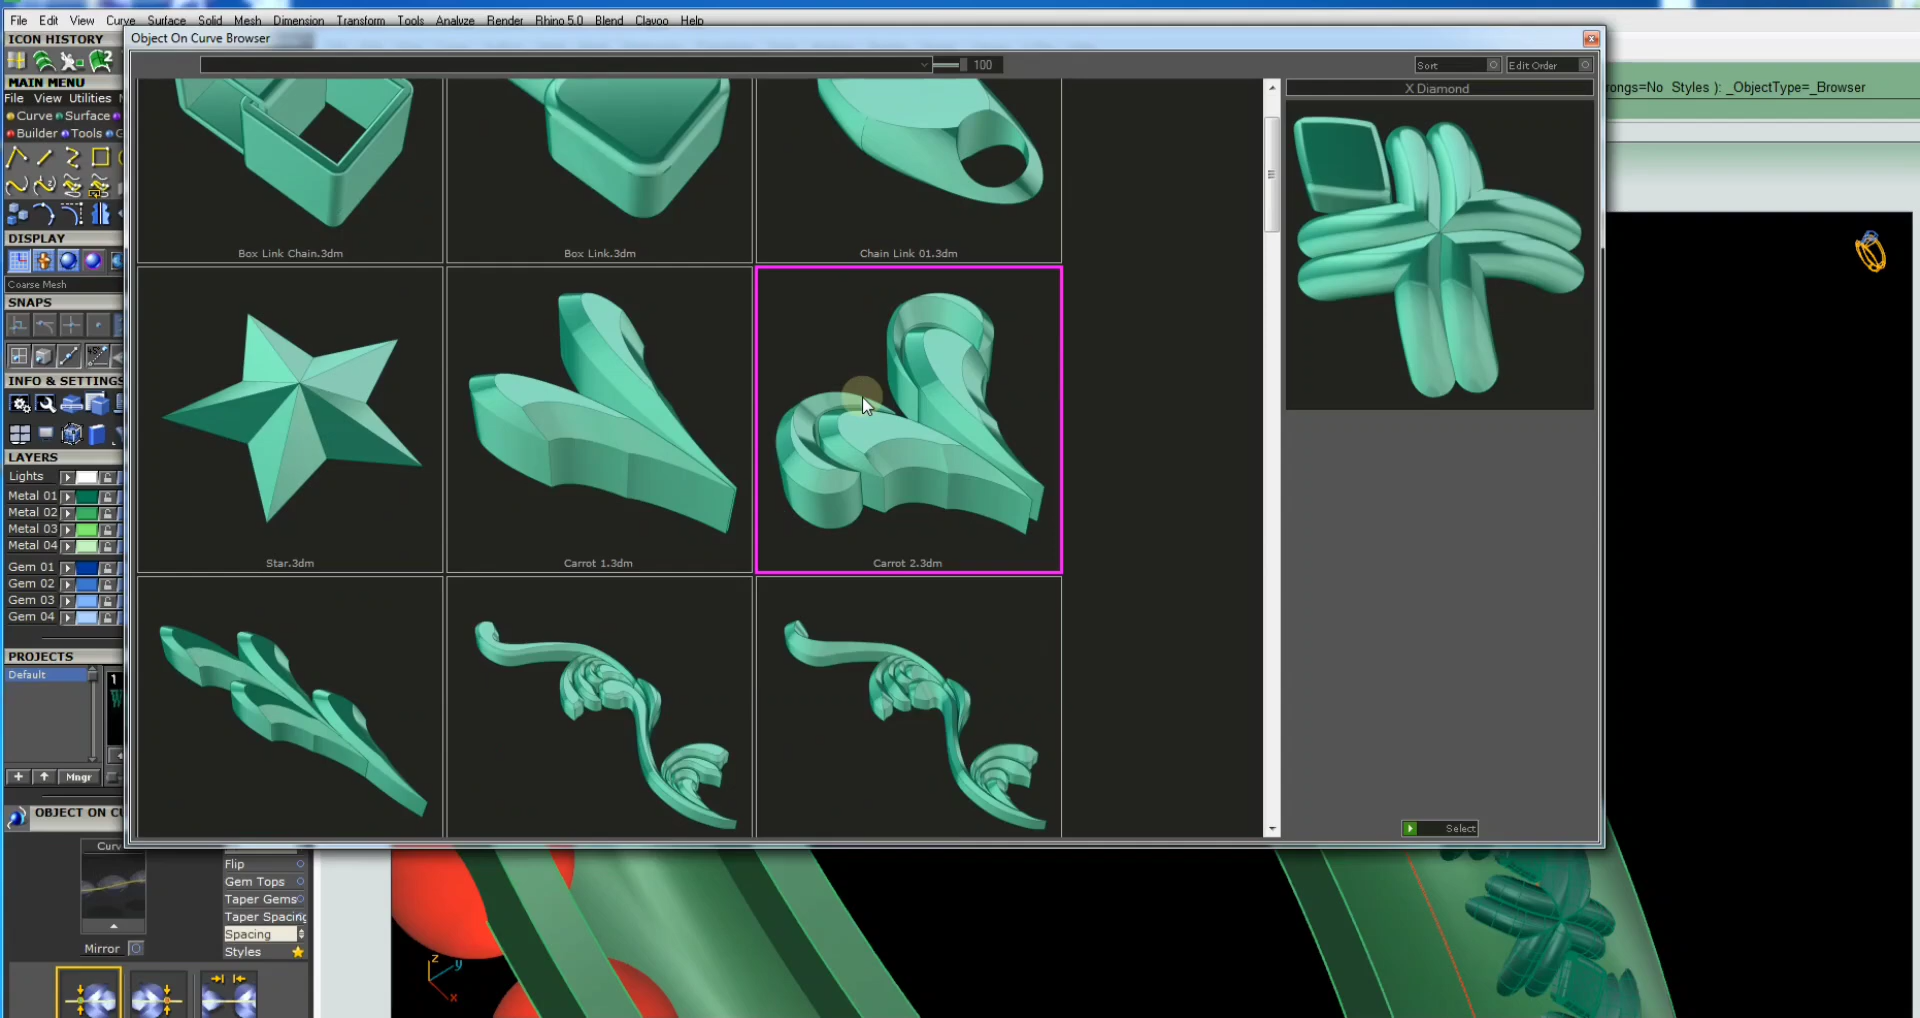 File Edit View Curve Surface Solid Mesh Dimension Transform Tools Analyze Render Rhino 5.0 Blend Clavoo Help
ICON HISTORY
Object On Curve Browser
100
Sort
Edit Order
X Diamond
Styles ): _ObjectType=_Browser
MAIN MENU
File View Utilities
Curve Surface
Builder Tools
DISPLAY
Coarse Mesh
SNAPS
INFO & SETTINGS
LAYERS
Lights
Metal 01
Metal 02
Metal 03
Metal 04
Gem 01
Gem 02
Gem 03
Gem 04
PROJECTS
Default
1
Mngr
OBJECT ON
Mirror
Flip
Gem Tops
Taper Gems
Taper Spacing
Spacing
Styles
Box Link Chain.3dm
Box Link.3dm
Chain Link 01.3dm
Star.3dm
Carrot 1.3dm
Carrot 2.3dm
Select
z
y
x